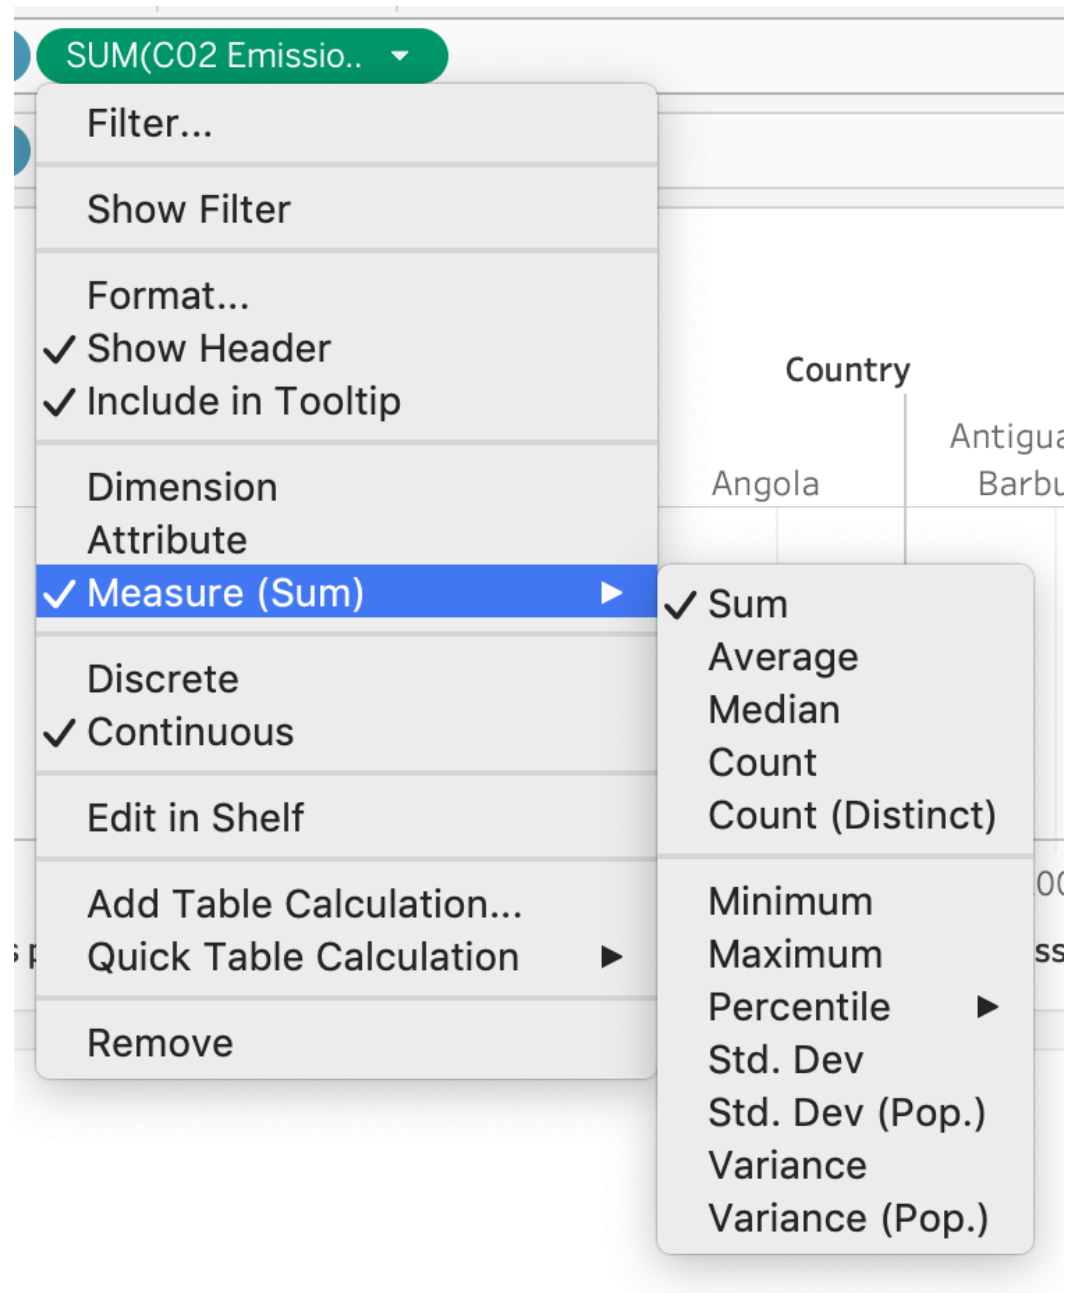 SUM(C02 Emissio..
Filter...
Show Filter
Format...
Show Header
Include in Tooltip
Dimension
Attribute
Measure (Sum)
Discrete
Continuous
Edit in Shelf
Add Table Calculation...
Quick Table Calculation
Remove
Country
Angola
Sum
Average
Median
Count
Count (Distinct)
Minimum
Maximum
Percentile
Std. Dev
Std. Dev (Pop.)
Variance
Variance (Pop.)